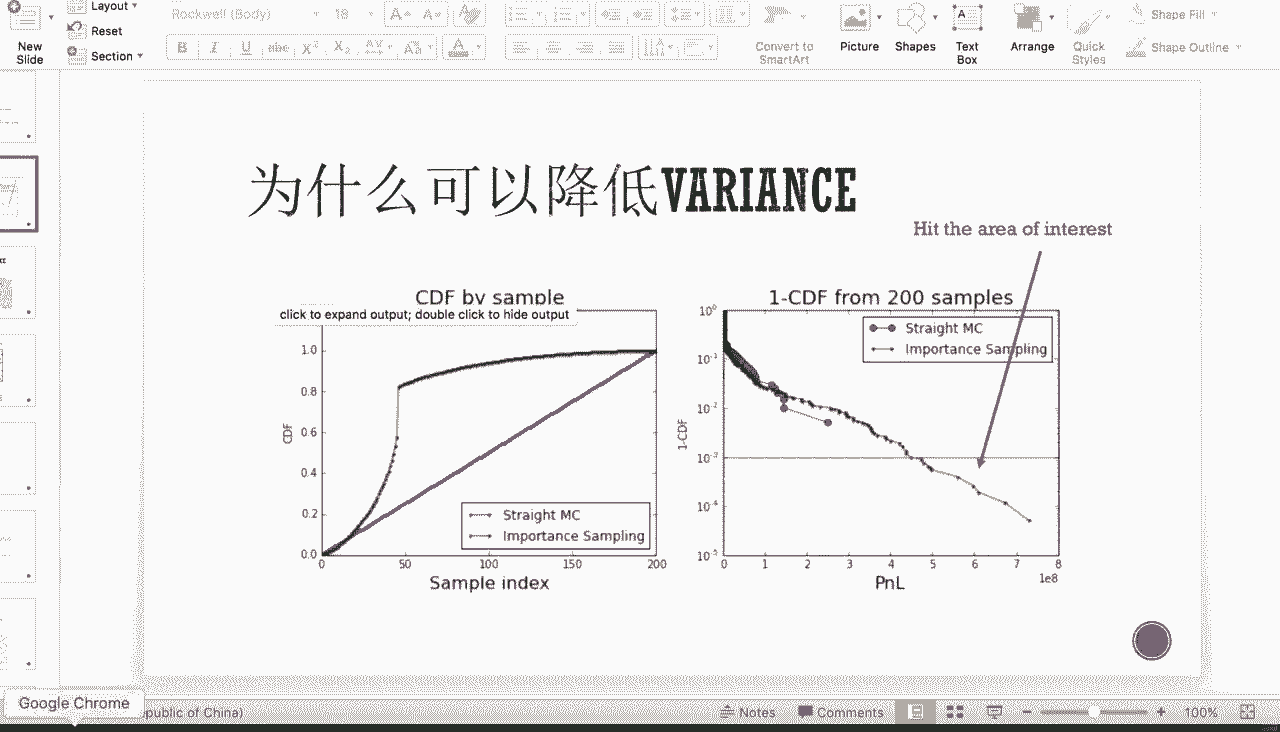 Layout
Rockwell (Body)
18
New
Slide
Reset
Section
B I U abc X² X₂ AV Aa A
Convert to
SmartArt
Picture
Shapes
Text
Box
Arrange
Quick
Styles
Shape Fill
Shape Outline
为什么可以降低VARIANCE
Hit the area of interest
CDF by sample
click to expand output; double click to hide output
1.0
0.8
0.6
0.4
0.2
0.0
CDF
Straight MC
Importance Sampling
0 50 100 150 200
Sample index
1-CDF from 200 samples
10⁰
10⁻¹
10⁻²
10⁻³
10⁻⁴
10⁻⁵
1-CDF
Straight MC
Importance Sampling
0 1 2 3 4 5 6 7 8
1e8
PnL
Google Chrome
public of China)
Notes
Comments
100%